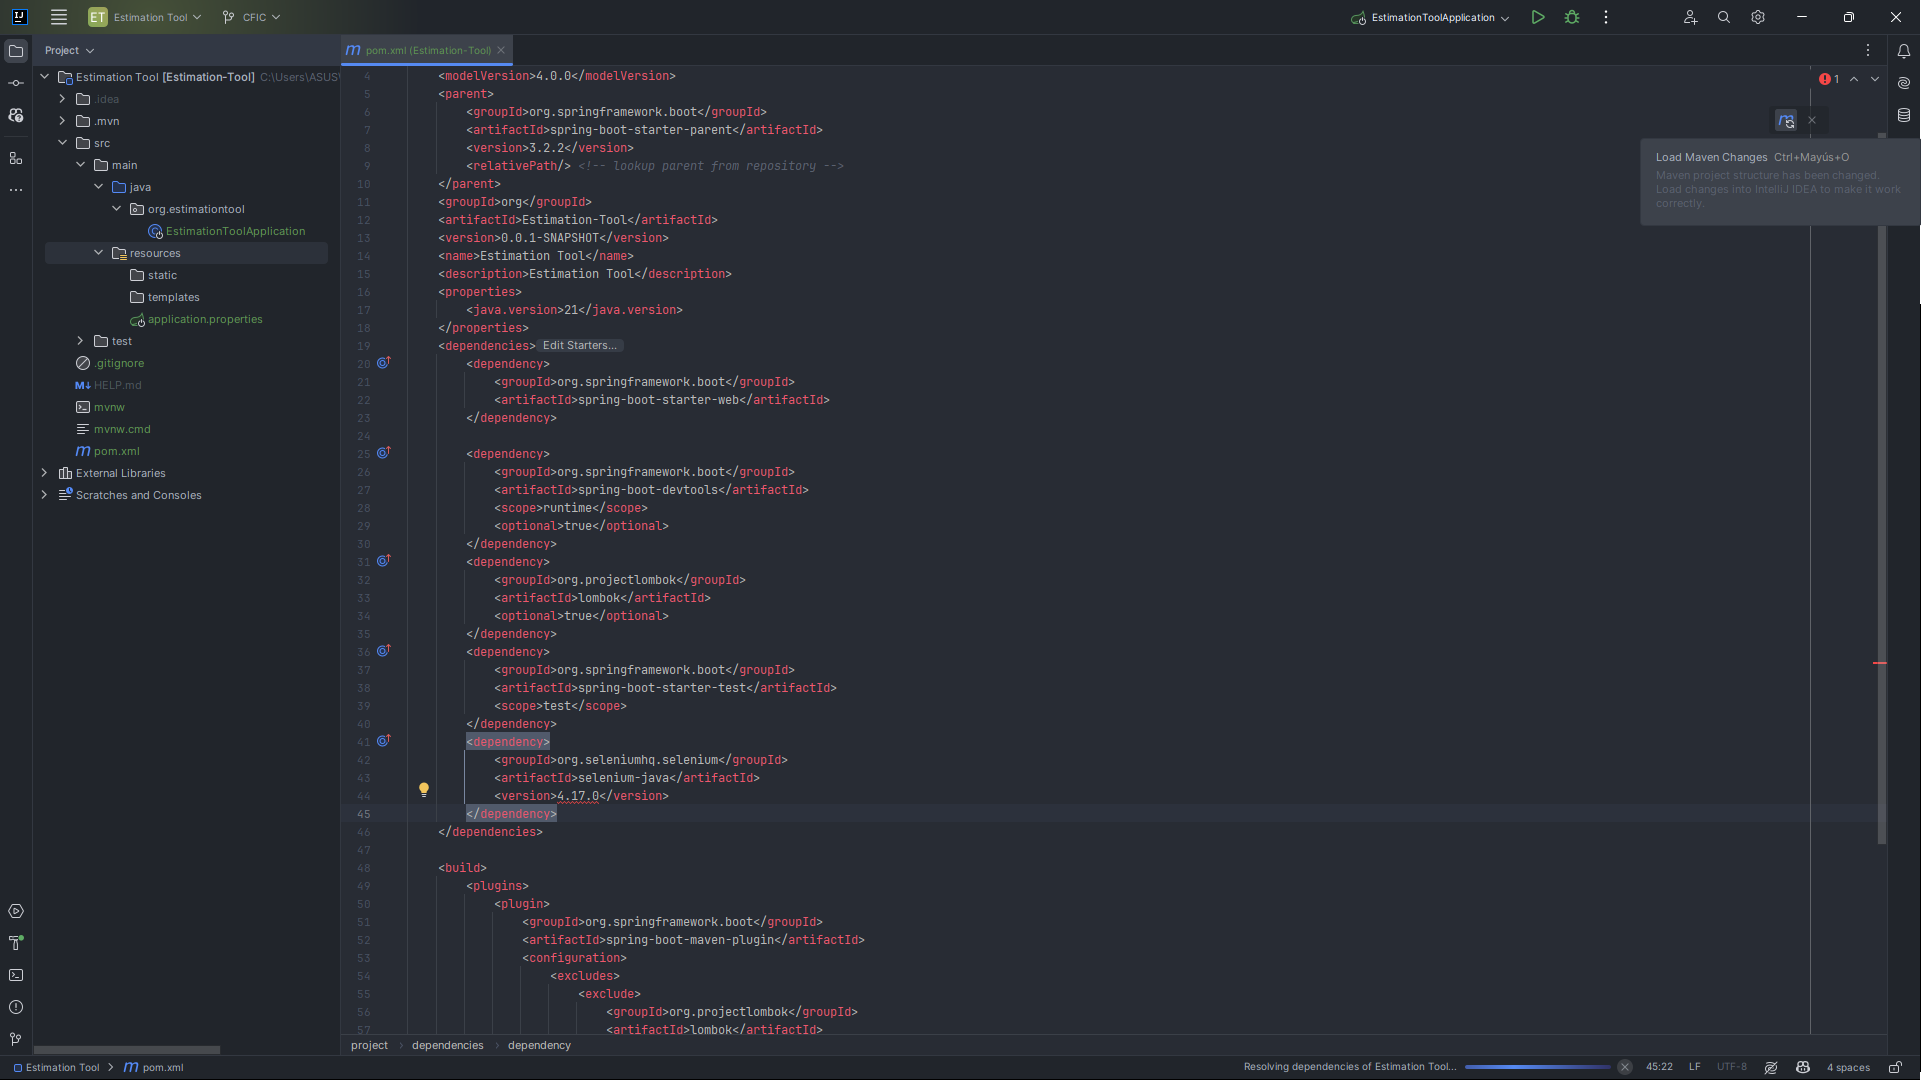 ET Estimation Tool CFIC EstimationToolApplication
Project
pom.xml (Estimation-Tool)
Estimation Tool [Estimation-Tool] C:\Users\ASUS\
.idea
.mvn
src
main
java
org.estimationtool
EstimationToolApplication
resources
static
templates
application.properties
test
.gitignore
M↓ HELP.md
mvnw
mvnw.cmd
pom.xml
External Libraries
Scratches and Consoles
4 <modelVersion>4.0.0</modelVersion>
5 <parent>
6 <groupId>org.springframework.boot</groupId>
7 <artifactId>spring-boot-starter-parent</artifactId>
8 <version>3.2.2</version>
9 <relativePath/> <!-- lookup parent from repository -->
10 </parent>
11 <groupId>org</groupId>
12 <artifactId>Estimation-Tool</artifactId>
13 <version>0.0.1-SNAPSHOT</version>
14 <name>Estimation Tool</name>
15 <description>Estimation Tool</description>
16 <properties>
17 <java.version>21</java.version>
18 </properties>
19 <dependencies> Edit Starters...
20 <dependency>
21 <groupId>org.springframework.boot</groupId>
22 <artifactId>spring-boot-starter-web</artifactId>
23 </dependency>
24
25 <dependency>
26 <groupId>org.springframework.boot</groupId>
27 <artifactId>spring-boot-devtools</artifactId>
28 <scope>runtime</scope>
29 <optional>true</optional>
30 </dependency>
31 <dependency>
32 <groupId>org.projectlombok</groupId>
33 <artifactId>lombok</artifactId>
34 <optional>true</optional>
35 </dependency>
36 <dependency>
37 <groupId>org.springframework.boot</groupId>
38 <artifactId>spring-boot-starter-test</artifactId>
39 <scope>test</scope>
40 </dependency>
41 <dependency>
42 <groupId>org.seleniumhq.selenium</groupId>
43 <artifactId>selenium-java</artifactId>
44 <version>4.17.0</version>
45 </dependency>
46 </dependencies>
47
48 <build>
49 <plugins>
50 <plugin>
51 <groupId>org.springframework.boot</groupId>
52 <artifactId>spring-boot-maven-plugin</artifactId>
53 <configuration>
54 <excludes>
55 <exclude>
56 <groupId>org.projectlombok</groupId>
57 <artifactId>lombok</artifactId>
1
Load Maven Changes Ctrl+Mayús+O
Maven project structure has been changed.
Load changes into IntelliJ IDEA to make it work
correctly.
project > dependencies > dependency
Estimation Tool > pom.xml
Resolving dependencies of Estimation Tool... 45:22 LF UTF-8 4 spaces